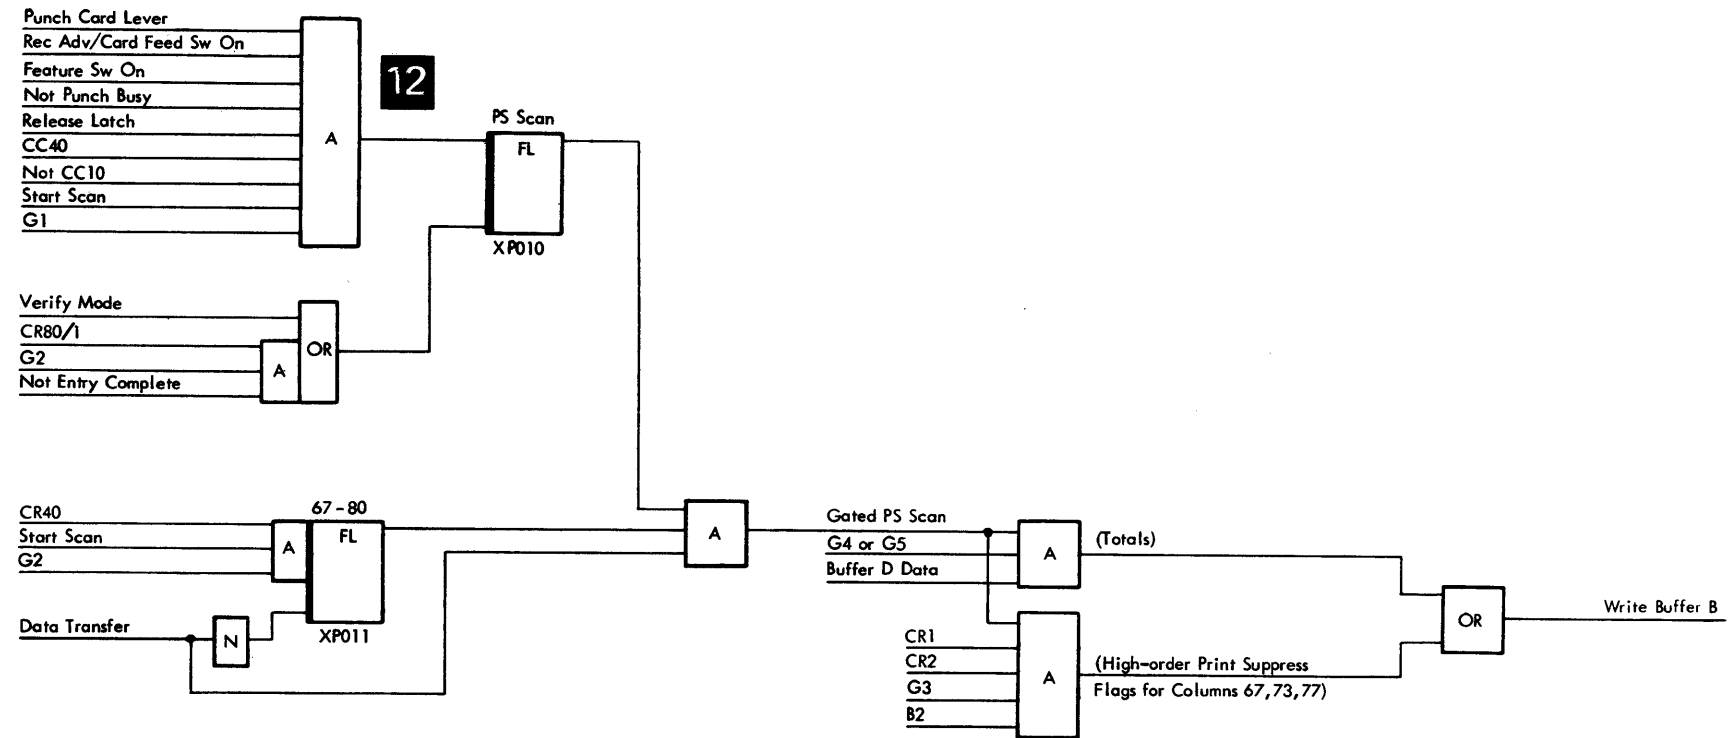 Punch Card Lever
Rec Adv/Card Feed Sw On
Feature Sw On
Not Punch Busy
Release Latch
CC40
Not CC10
Start Scan
G1
A
12
PS Scan
FL
XP010
Verify Mode
CR80/1
G2
Not Entry Complete
A
OR
CR40
Start Scan
G2
A
67-80
FL
XP011
Data Transfer
N
A
Gated PS Scan
G4 or G5
Buffer D Data
A
(Totals)
CR1
CR2
G3
B2
A
(High-order Print Suppress
Flags for Columns 67,73,77)
OR
Write Buffer B